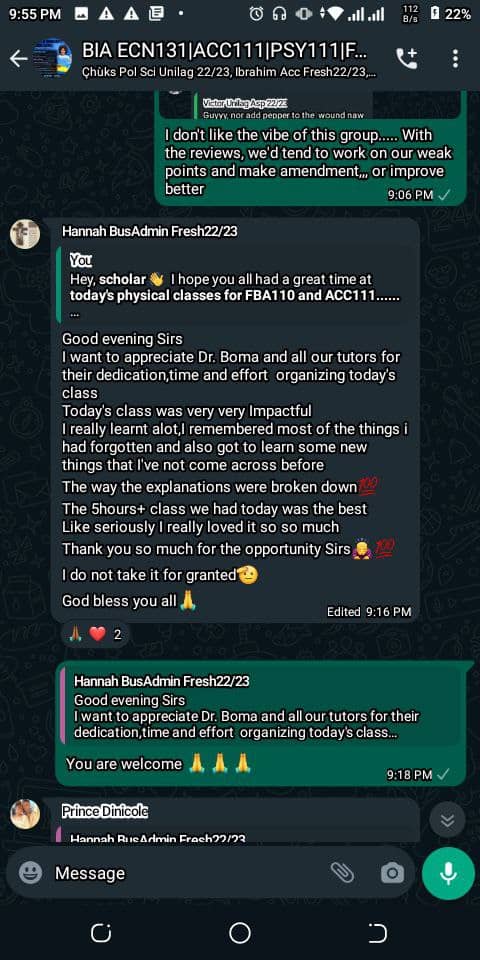 9:55 PM
112
B/s
22%
BIA ECN131|ACC111|PSY111|F...
Çhùks Pol Sci Unilag 22/23, Ibrahim Acc Fresh22/23,...
Victor Unilag Asp 22/23
Guyyy, nor add pepper to the wound naw
I don't like the vibe of this group..... With
the reviews, we'd tend to work on our weak
points and make amendment,,, or improve
better
9:06 PM
Hannah BusAdmin Fresh22/23
You
Hey, scholar 👋 I hope you all had a great time at
today's physical classes for FBA110 and ACC111......
...
Good evening Sirs
I want to appreciate Dr. Boma and all our tutors for
their dedication,time and effort organizing today's
class
Today's class was very very Impactful
I really learnt alot,I remembered most of the things i
had forgotten and also got to learn some new
things that I've not come across before
The way the explanations were broken down💯
The 5hours+ class we had today was the best
Like seriously I really loved it so so much
Thank you so much for the opportunity Sirs🙇‍♀️💯
I do not take it for granted🫡
God bless you all🙏
Edited 9:16 PM
🙏🏾 ❤️ 2
Hannah BusAdmin Fresh22/23
Good evening Sirs
I want to appreciate Dr. Boma and all our tutors for their
dedication,time and effort organizing today's class...
You are welcome 🙏 🙏 🙏
9:18 PM
Prince Dinicole
Hannah BusAdmin Fresh22/23
Message